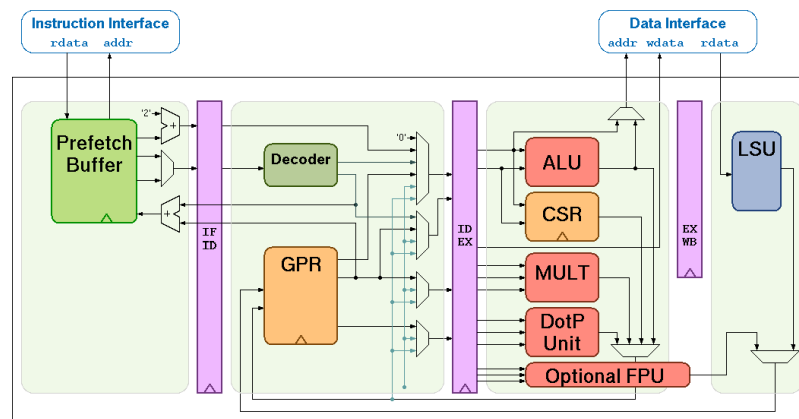 Instruction Interface
rdata addr
Data Interface
addr wdata rdata
'2'
+
Prefetch
Buffer
+
IF
ID
'0'
Decoder
GPR
ID
EX
ALU
CSR
MULT
DotP
Unit
Optional FPU
EX
WB
LSU